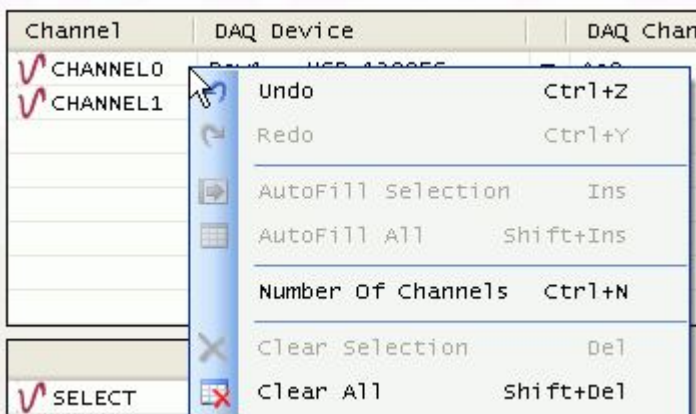 Channel DAQ Device DAQ Chan
CHANNEL0
CHANNEL1
Undo Ctrl+Z
Redo Ctrl+Y
AutoFill Selection Ins
AutoFill All Shift+Ins
Number Of Channels Ctrl+N
Clear Selection Del
SELECT Clear All Shift+Del